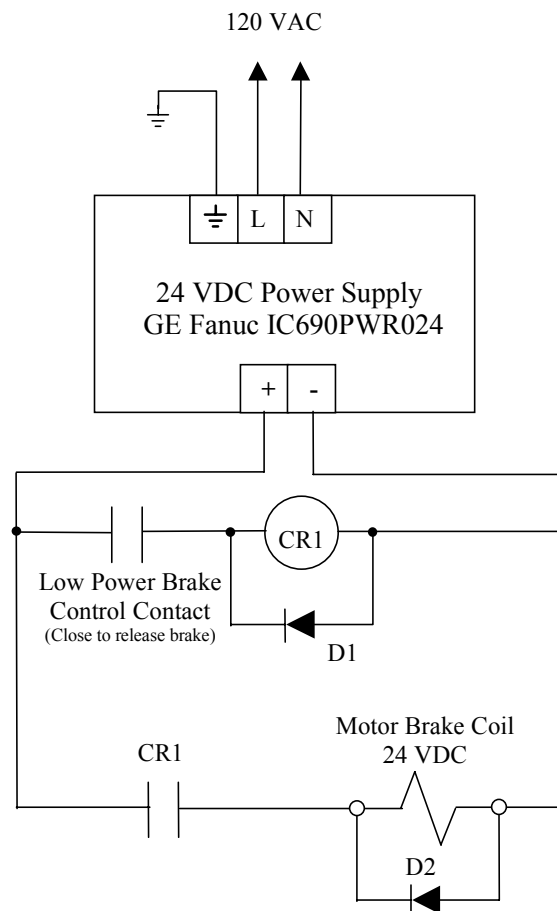 120 VAC
L N
24 VDC Power Supply
GE Fanuc IC690PWR024
+ -
CR1
Low Power Brake
Control Contact
(Close to release brake)
D1
Motor Brake Coil
24 VDC
CR1
D2